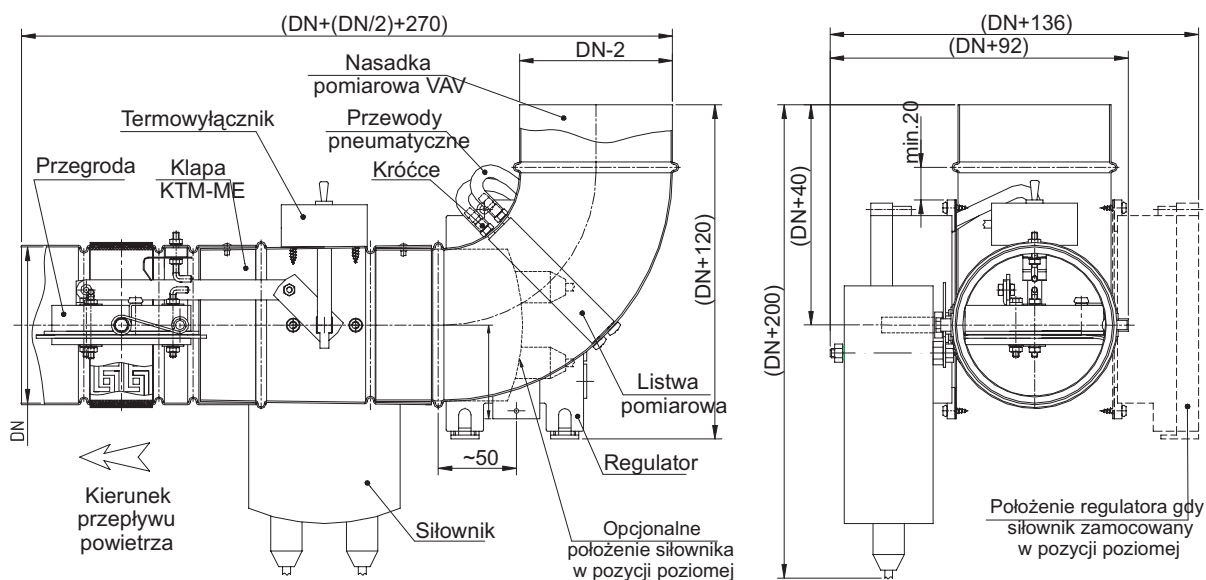 (DN+(DN/2)+270)
DN-2
Nasadka
pomiarowa VAV
Termowyłącznik
Przewody
pneumatyczne
Króćce
Przegroda
Klapa
KTM-ME
(DN+120)
DN
Listwa
pomiarowa
~50
Regulator
Kierunek
przepływu
powietrza
Siłownik
Opcjonalne
położenie siłownika
w pozycji poziomej
(DN+136)
(DN+92)
min.20
(DN+40)
(DN+200)
Położenie regulatora gdy
siłownik zamocowany
w pozycji poziomej